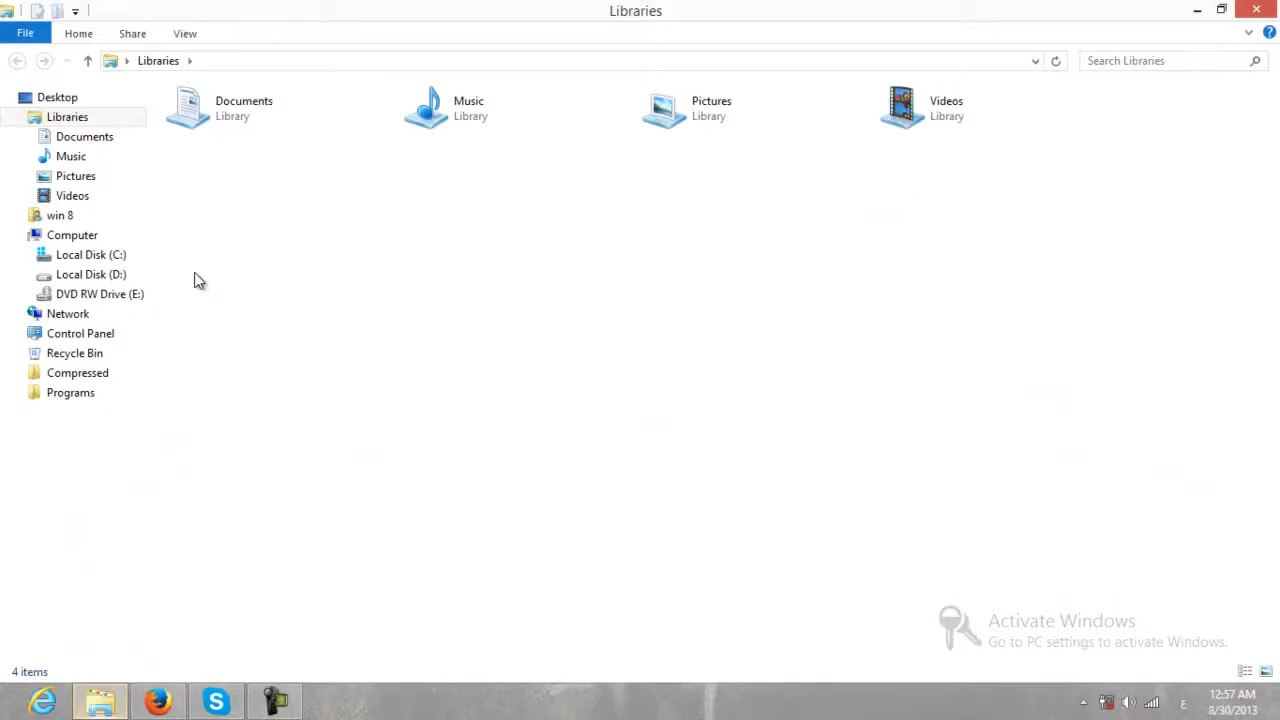 Libraries
File Home Share View
Libraries
Search Libraries
Desktop
Libraries
Documents
Music
Pictures
Videos
win 8
Computer
Local Disk (C:)
Local Disk (D:)
DVD RW Drive (E:)
Network
Control Panel
Recycle Bin
Compressed
Programs
Documents
Library
Music
Library
Pictures
Library
Videos
Library
Activate Windows
Go to PC settings to activate Windows.
4 items
ع
12:57 AM
8/30/2013